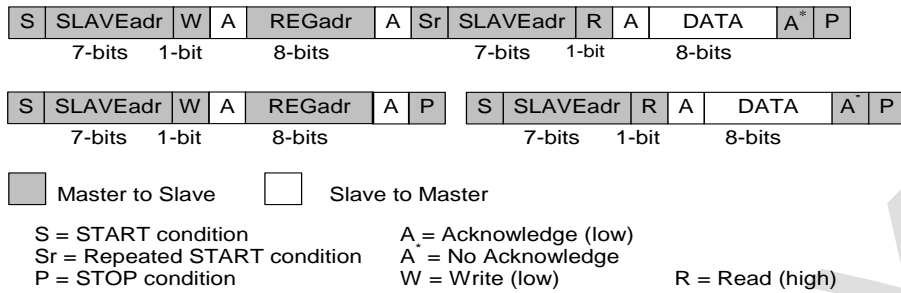 S SLAVEadr W A REGadr A Sr SLAVEadr R A DATA A* P
7-bits 1-bit 8-bits 7-bits 1-bit 8-bits
S SLAVEadr W A REGadr A P S SLAVEadr R A DATA A* P
7-bits 1-bit 8-bits 7-bits 1-bit 8-bits
Master to Slave Slave to Master
S = START condition A = Acknowledge (low)
Sr = Repeated START condition A* = No Acknowledge
P = STOP condition W = Write (low) R = Read (high)